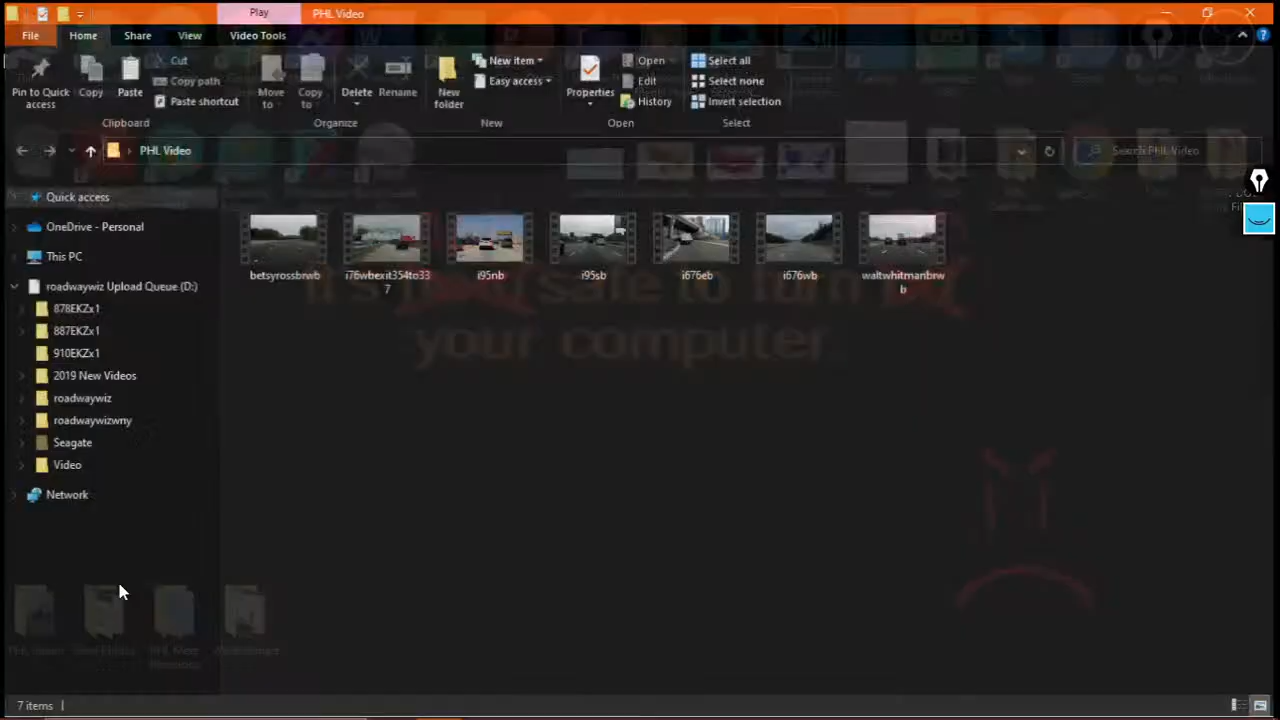 Play
PHL Video
File
Home
Share
View
Video Tools
Pin to Quick
access
Copy
Paste
Cut
Copy path
Paste shortcut
Move
to
Copy
to
Delete
Rename
New
folder
New item
Easy access
Properties
Open
Edit
History
Select all
Select none
Invert selection
Clipboard
Organize
New
Open
Select
PHL Video
Search PHL Video
Quick access
OneDrive - Personal
This PC
roadwaywiz Upload Queue (D:)
878EKZx1
887EKZx1
910EKZx1
2019 New Videos
roadwaywiz
roadwaywizwny
Seagate
Video
Network
betsyrossbrwb
i76wbexit354to33
7
i95nb
i95sb
i676eb
i676wb
waltwhitmanbrw
b
safe to turn
your computer
7 items